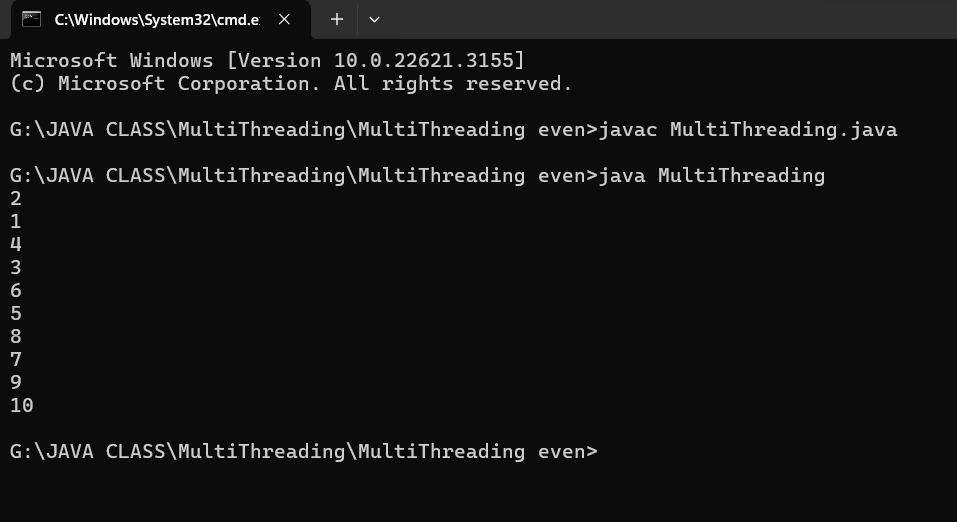 C:\Windows\System32\cmd.e
Microsoft Windows [Version 10.0.22621.3155]
(c) Microsoft Corporation. All rights reserved.
G:\JAVA CLASS\MultiThreading\MultiThreading even>javac MultiThreading.java
G:\JAVA CLASS\MultiThreading\MultiThreading even>java MultiThreading
2
1
4
3
6
5
8
7
9
10
G:\JAVA CLASS\MultiThreading\MultiThreading even>